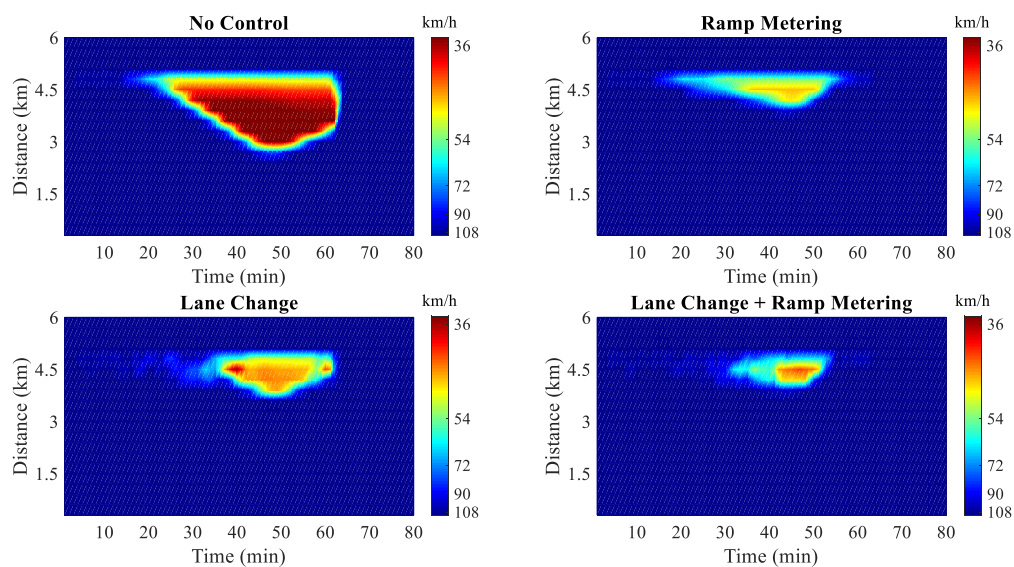 No Control
km/h
6
4.5
3
1.5
Distance (km)
10 20 30 40 50 60 70 80
Time (min)
36
54
72
90
108
Ramp Metering
km/h
6
4.5
3
1.5
Distance (km)
10 20 30 40 50 60 70 80
Time (min)
36
54
72
90
108
Lane Change
km/h
6
4.5
3
1.5
Distance (km)
10 20 30 40 50 60 70 80
Time (min)
36
54
72
90
108
Lane Change + Ramp Metering
km/h
6
4.5
3
1.5
Distance (km)
10 20 30 40 50 60 70 80
Time (min)
36
54
72
90
108